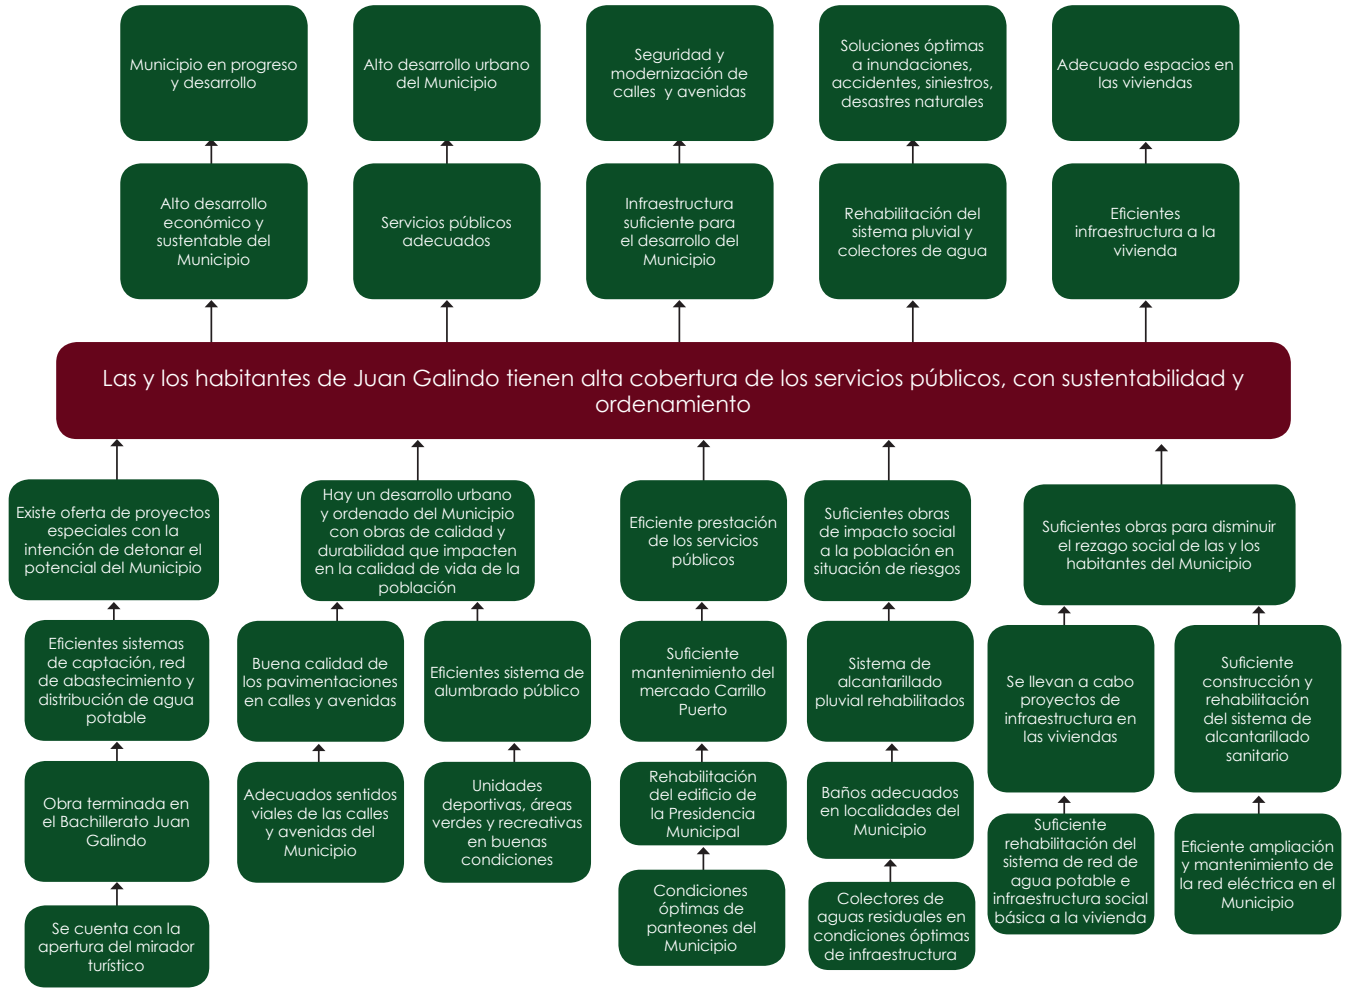 Municipio en progreso
y desarrollo
Alto desarrollo urbano
del Municipio
Seguridad y
modernización de
calles y avenidas
Soluciones óptimas
a inundaciones,
accidentes, siniestros,
desastres naturales
Adecuado espacios en
las viviendas
Alto desarrollo
económico y
sustentable del
Municipio
Servicios públicos
adecuados
Infraestructura
suficiente para
el desarrollo del
Municipio
Rehabilitación del
sistema pluvial y
colectores de agua
Eficientes
infraestructura a la
vivienda
Las y los habitantes de Juan Galindo tienen alta cobertura de los servicios públicos, con sustentabilidad y
ordenamiento
Existe oferta de proyectos
especiales con la
intención de detonar el
potencial del Municipio
Hay un desarrollo urbano
y ordenado del Municipio
con obras de calidad y
durabilidad que impacten
en la calidad de vida de la
población
Eficiente prestación
de los servicios
públicos
Suficientes obras
de impacto social
a la población en
situación de riesgos
Suficientes obras para disminuir
el rezago social de las y los
habitantes del Municipio
Eficientes sistemas
de captación, red
de abastecimiento y
distribución de agua
potable
Buena calidad de
los pavimentaciones
en calles y avenidas
Eficientes sistema de
alumbrado público
Suficiente
mantenimiento del
mercado Carrillo
Puerto
Sistema de
alcantarillado
pluvial rehabilitados
Se llevan a cabo
proyectos de
infraestructura en
las viviendas
Suficiente
construcción y
rehabilitación
del sistema de
alcantarillado
sanitario
Obra terminada en
el Bachillerato Juan
Galindo
Adecuados sentidos
viales de las calles
y avenidas del
Municipio
Unidades
deportivas, áreas
verdes y recreativas
en buenas
condiciones
Rehabilitación
del edificio de
la Presidencia
Municipal
Baños adecuados
en localidades del
Municipio
Suficiente
rehabilitación del
sistema de red de
agua potable e
infraestructura social
básica a la vivienda
Eficiente ampliación
y mantenimiento de
la red eléctrica en el
Municipio
Se cuenta con la
apertura del mirador
turístico
Condiciones
óptimas de
panteones del
Municipio
Colectores de
aguas residuales en
condiciones óptimas
de infraestructura